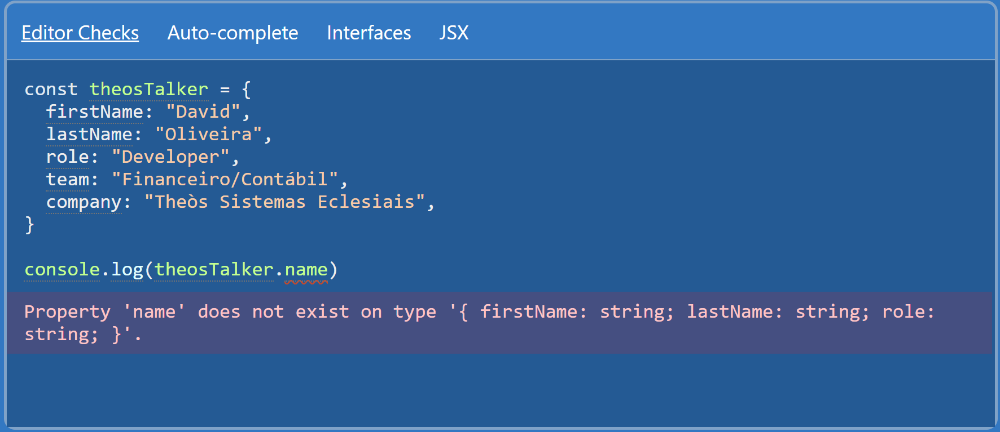 Editor Checks Auto-complete Interfaces JSX
const theosTalker = {
  firstName: "David",
  lastName: "Oliveira",
  role: "Developer",
  team: "Financeiro/Contábil",
  company: "Theòs Sistemas Eclesiais",
}
console.log(theosTalker.name)
Property 'name' does not exist on type '{ firstName: string; lastName: string; role:
string; }'.